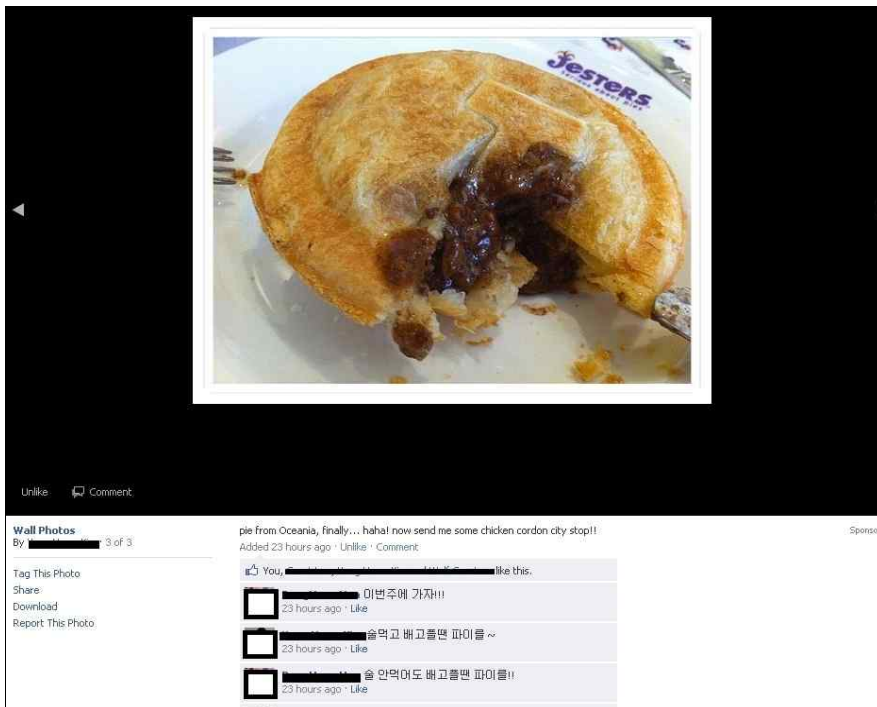 Jesters
serious about pies
Unlike Comment
Wall Photos
By 3 of 3
Tag This Photo
Share
Download
Report This Photo
pie from Oceania, finally... haha! now send me some chicken cordon city stop!!
Added 23 hours ago · Unlike · Comment
You, like this.
이번주에 가자!!!
23 hours ago · Like
술먹고 배고플땐 파이를 ~
23 hours ago · Like
술 안먹어도 배고플땐 파이를!!
23 hours ago · Like